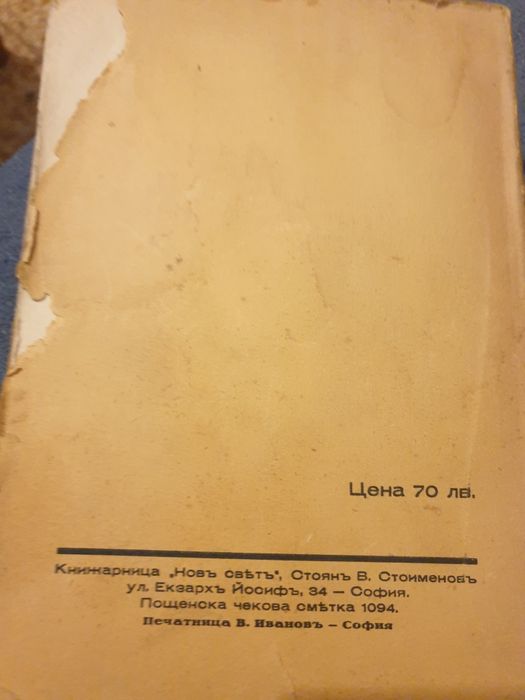 Цена 70 лв.
Книжарница „Новъ свѣтъ", Стоянъ В. Стоименовъ
ул. Екзархъ Йосифъ, 34 — София.
Пощенска чекова смѣтка 1094.
Печатница В. Ивановъ — София